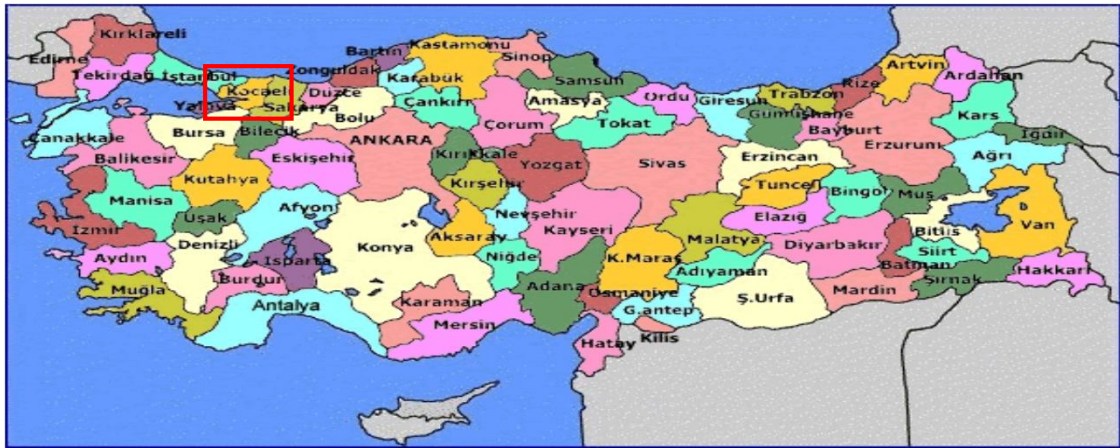 Kırklareli
Edirne
Tekirdağ
İstanbul
Kocaeli
Yalova
Sakarya
Düzce
Zonguldak
Bartın
Kastamonu
Sinop
Karabük
Samsun
Artvin
Ardahan
Rize
Trabzon
Giresun
Ordu
Amasya
Tokat
Çankırı
Bolu
Çorum
Gümüşhane
Bayburt
Kars
Iğdır
Çanakkale
Bursa
Bilecik
ANKARA
Balikesir
Eskişehir
Kırıkkale
Yozgat
Sivas
Erzincan
Erzurum
Ağrı
Kutahya
Kırşehir
Tunceli
Bingöl
Muş
Manisa
Uşak
Afyon
Nevşehir
Kayseri
Elazığ
Van
Bitlis
İzmir
Denizli
Konya
Aksaray
Malatya
Diyarbakır
Siirt
Aydın
Isparta
Niğde
K.Maraş
Adıyaman
Batman
Hakkari
Burdur
Muğla
Adana
Şırnak
Antalya
Karaman
Osmaniye
Ş.Urfa
Mardin
G.antep
Mersin
Kilis
Hatay